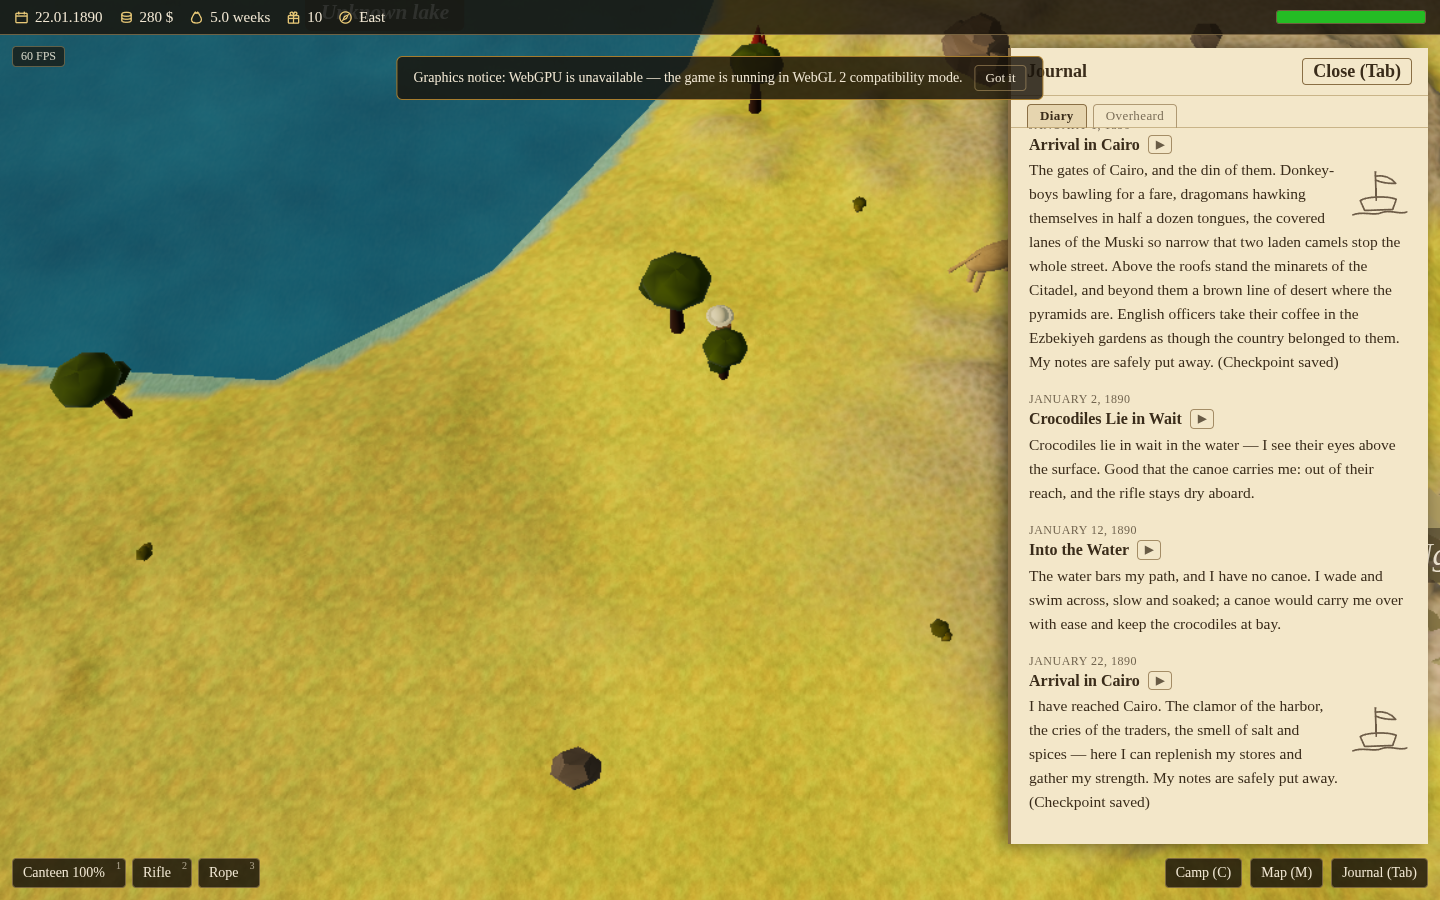 22.01.1890 280 $ 5.0 weeks 10 East
Unknown lake
60 FPS
Graphics notice: WebGPU is unavailable — the game is running in WebGL 2 compatibility mode. Got it
Journal Close (Tab)
Diary Overheard
Arrival in Cairo
The gates of Cairo, and the din of them. Donkey-
boys bawling for a fare, dragomans hawking
themselves in half a dozen tongues, the covered
lanes of the Muski so narrow that two laden camels stop the
whole street. Above the roofs stand the minarets of the
Citadel, and beyond them a brown line of desert where the
pyramids are. English officers take their coffee in the
Ezbekiyeh gardens as though the country belonged to them.
My notes are safely put away. (Checkpoint saved)
JANUARY 2, 1890
Crocodiles Lie in Wait
Crocodiles lie in wait in the water — I see their eyes above
the surface. Good that the canoe carries me: out of their
reach, and the rifle stays dry aboard.
JANUARY 12, 1890
Into the Water
The water bars my path, and I have no canoe. I wade and
swim across, slow and soaked; a canoe would carry me over
with ease and keep the crocodiles at bay.
JANUARY 22, 1890
Arrival in Cairo
I have reached Cairo. The clamor of the harbor,
the cries of the traders, the smell of salt and
spices — here I can replenish my stores and
gather my strength. My notes are safely put away.
(Checkpoint saved)
Canteen 100% 1 Rifle 2 Rope 3
Camp (C) Map (M) Journal (Tab)